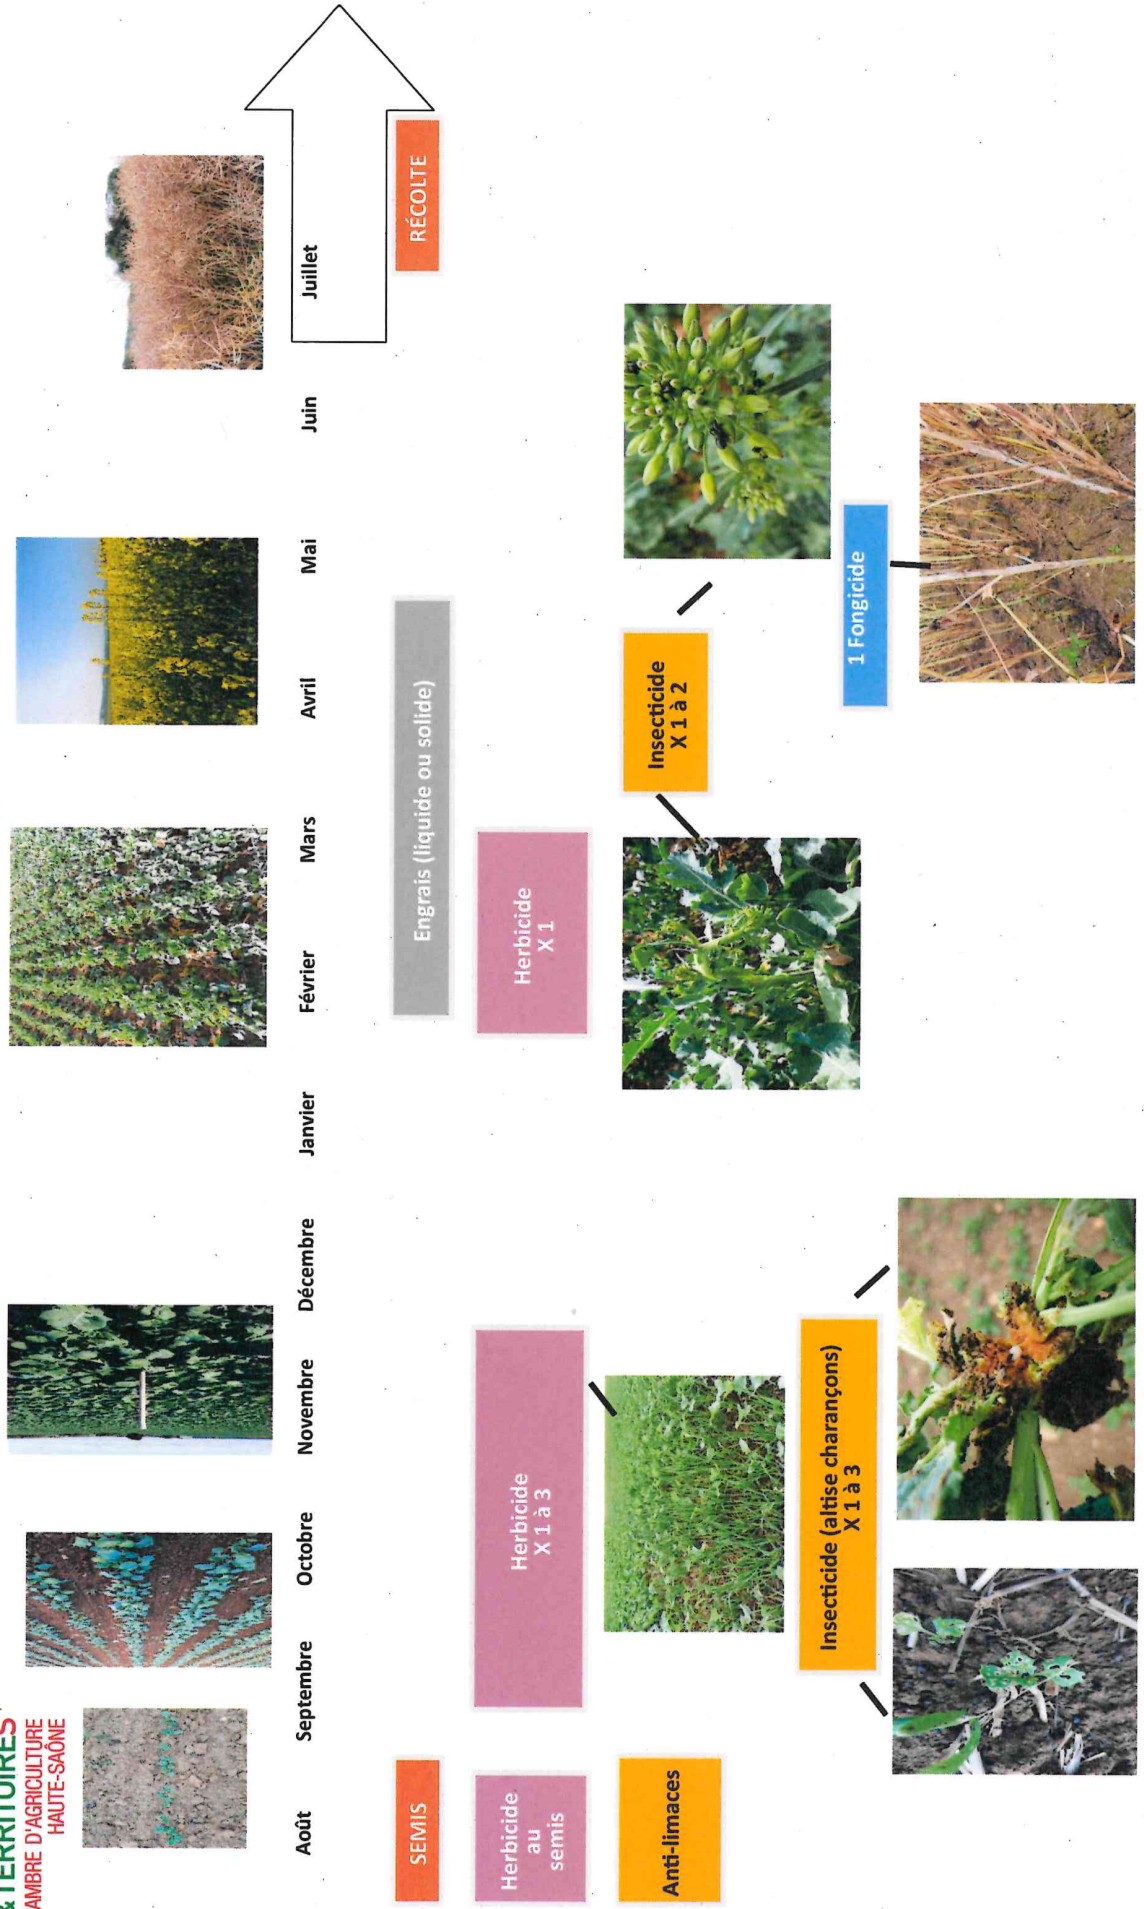 & TERRITOIRES
AMBRE D'AGRICULTURE
HAUTE-SAÔNE
Août
Septembre
Octobre
Novembre
Décembre
Janvier
Février
Mars
Avril
Mai
Juin
Juillet
SEMIS
RÉCOLTE
Engrais (liquide ou solide)
Herbicide
au
semis
Herbicide
X 1 à 3
Herbicide
X 1
Anti-limaces
Insecticide
X 1 à 2
Insecticide (altise charançons)
X 1 à 3
1 Fongicide